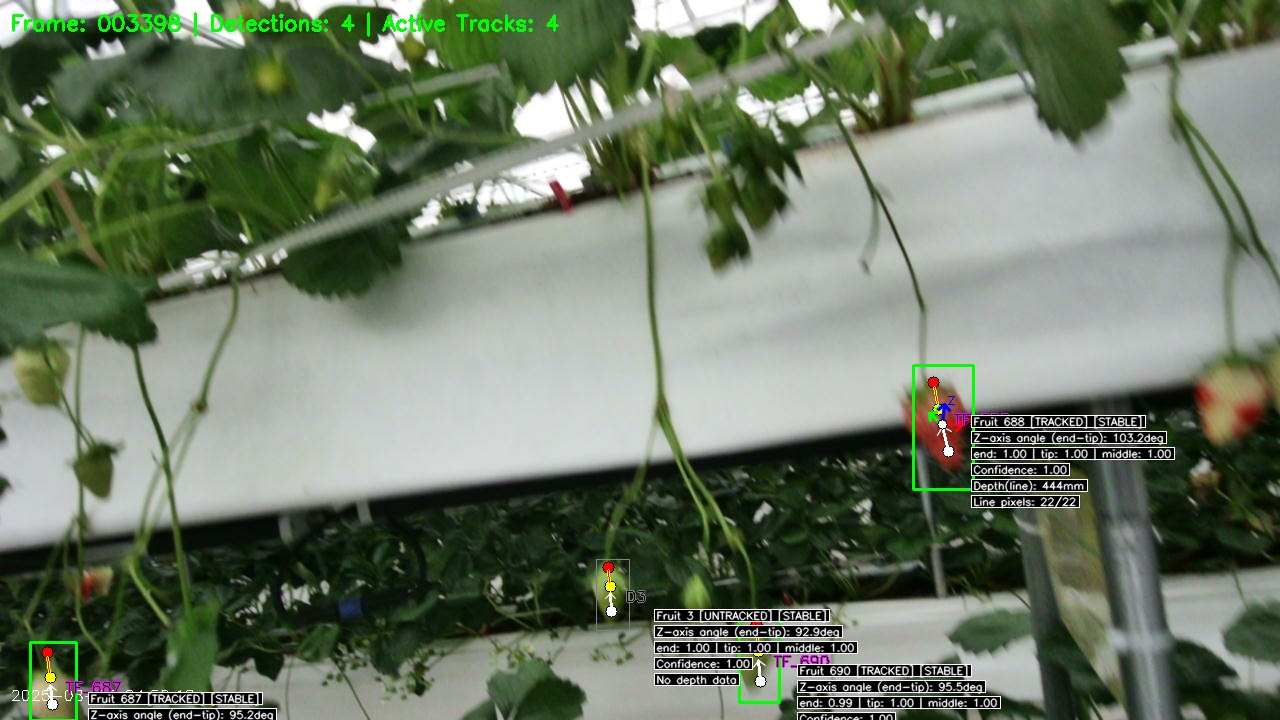 Frame: 003398 | Detections: 4 | Active Tracks: 4
Z
Fruit 688 [TRACKED] [STABLE]
Z-axis angle (end-tip): 103.2deg
end: 1.00 | tip: 1.00 | middle: 1.00
Confidence: 1.00
Depth(line): 444mm
Line pixels: 22/22
D3
Fruit 3 [UNTRACKED] [STABLE]
Z-axis angle (end-tip): 92.9deg
end: 1.00 | tip: 1.00 | middle: 1.00
Confidence: 1.00
No depth data
TF_690
Fruit 690 [TRACKED] [STABLE]
Z-axis angle (end-tip): 95.5deg
end: 0.99 | tip: 1.00 | middle: 1.00
Confidence: 1.00
TF_687
Fruit 687 [TRACKED] [STABLE]
Z-axis angle (end-tip): 95.2deg